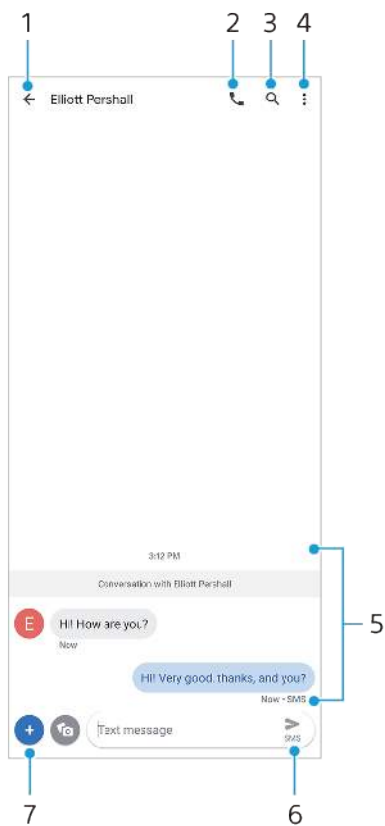 1 2 3 4
Elliott Pershall
3:12 PM
Conversation with Elliott Pershall
E Hi! How are you?
Now
Hi! Very good, thanks, and you?
Now • SMS
5
+ Text message
SMS
7 6